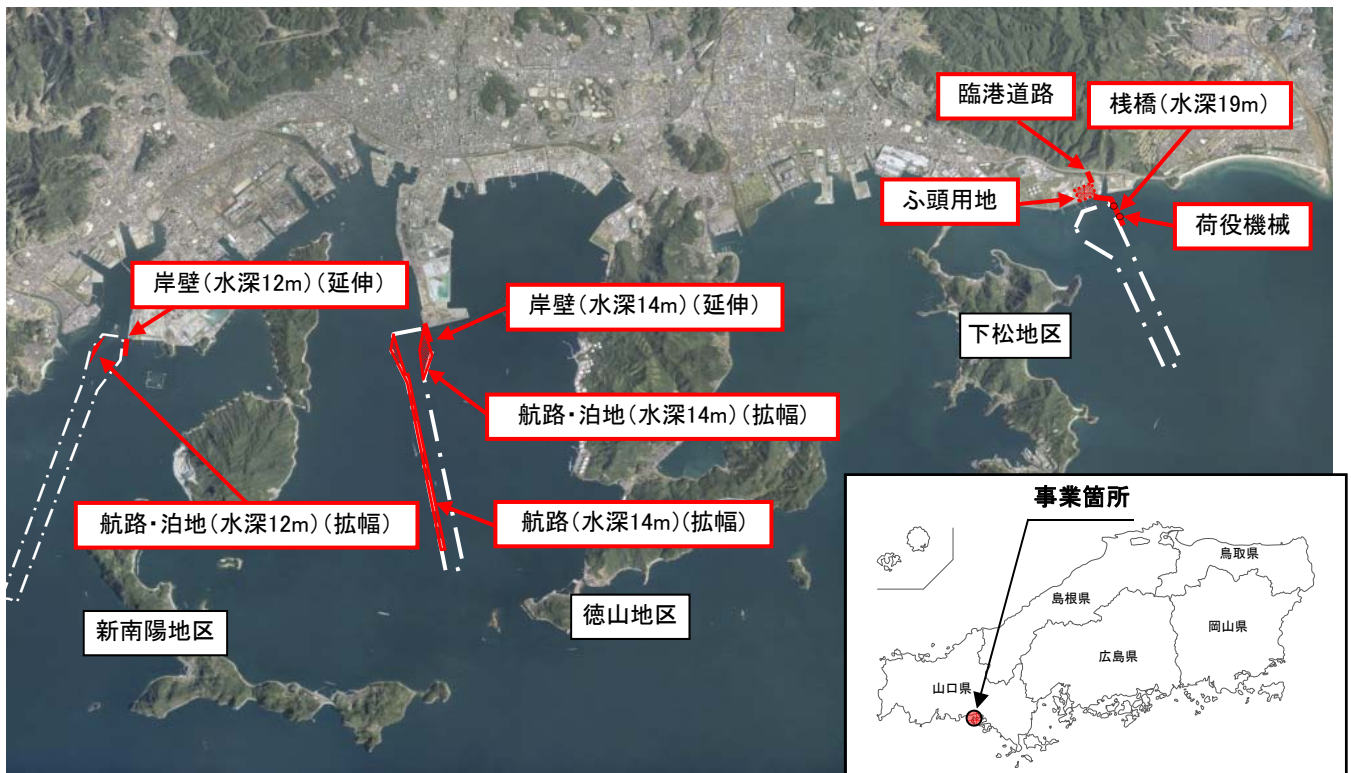 臨港道路
桟橋(水深19m)
ふ頭用地
荷役機械
岸壁(水深12m)(延伸)
岸壁(水深14m)(延伸)
下松地区
航路・泊地(水深14m)(拡幅)
航路・泊地(水深12m)(拡幅)
航路(水深14m)(拡幅)
新南陽地区
徳山地区
事業箇所
鳥取県
島根県
岡山県
広島県
山口県